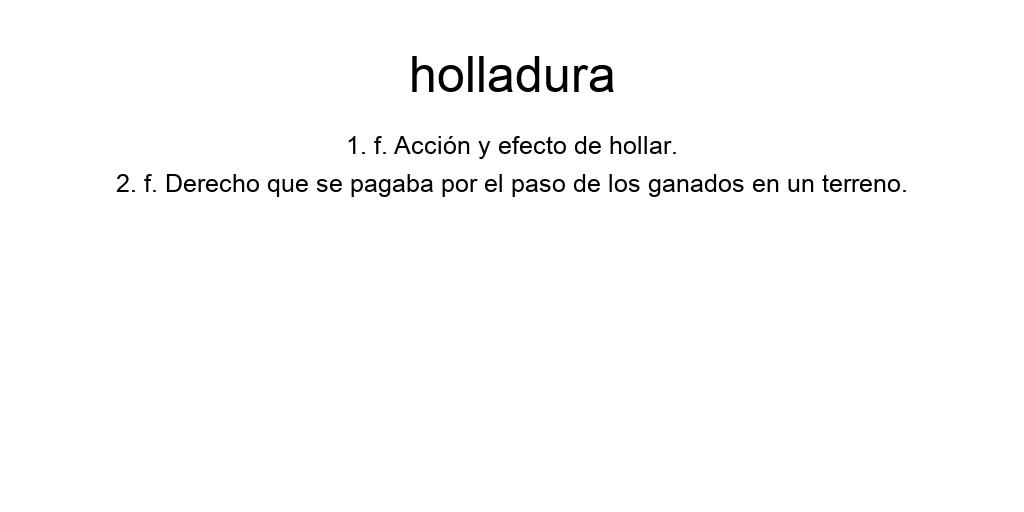 holladura
1. f. Acción y efecto de hollar.
2. f. Derecho que se pagaba por el paso de los ganados en un terreno.